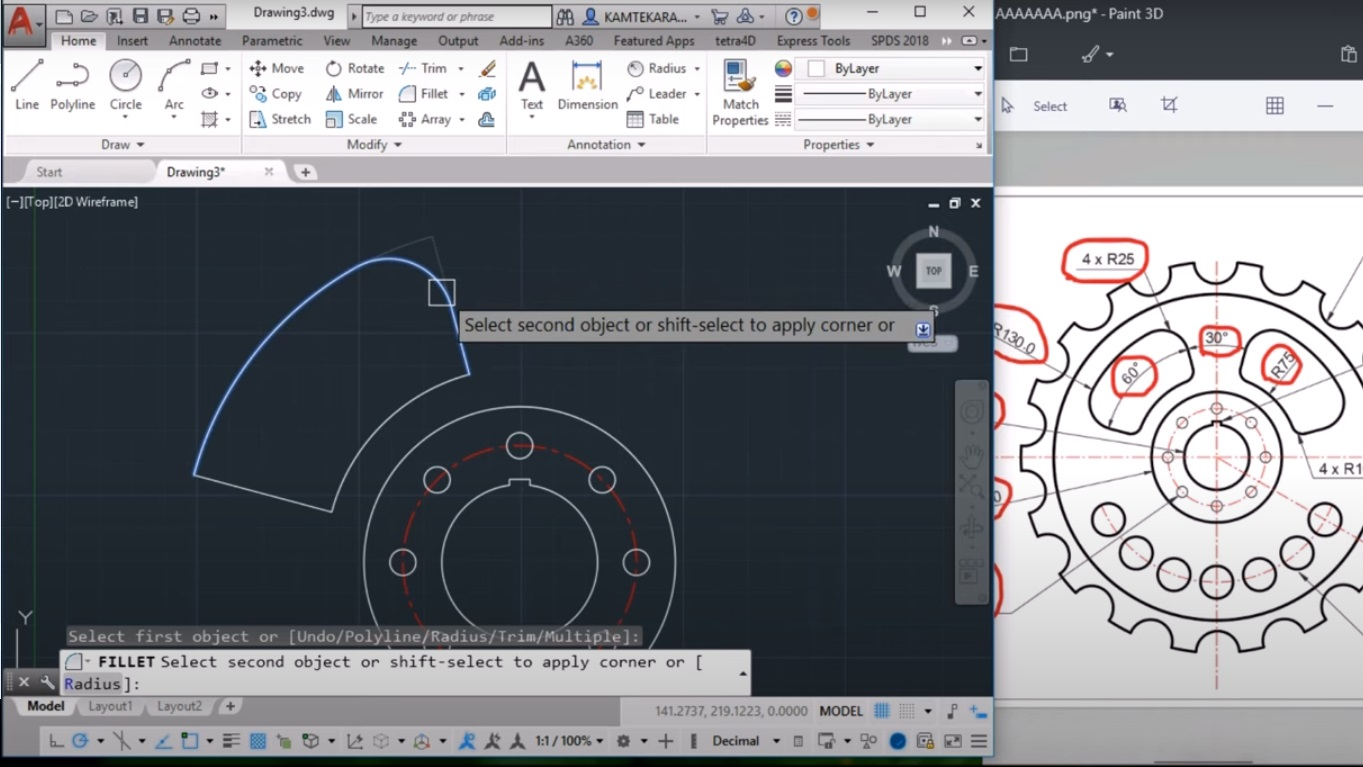 Drawing3.dwg
Type a keyword or phrase
KAMTEKARA...
AAAAAAA.png* - Paint 3D
Home Insert Annotate Parametric View Manage Output Add-ins A360 Featured Apps tetra4D Express Tools SPDS 2018
Move Rotate Trim Radius ByLayer
Line Polyline Circle Arc Copy Mirror Fillet Text Dimension Leader Match Properties ByLayer
Stretch Scale Array Table ByLayer
Select
Draw Modify Annotation Properties
Start Drawing3*
[−][Top][2D Wireframe]
N
W TOP E
4 x R25
Select second object or shift-select to apply corner or
R130.0
30°
60°
R75
4 x R1
Y
Select first object or [Undo/Polyline/Radius/Trim/Multiple]:
FILLET Select second object or shift-select to apply corner or [
Radius]:
Model Layout1 Layout2 +
141.2737, 219.1223, 0.0000 MODEL
1:1 / 100% Decimal